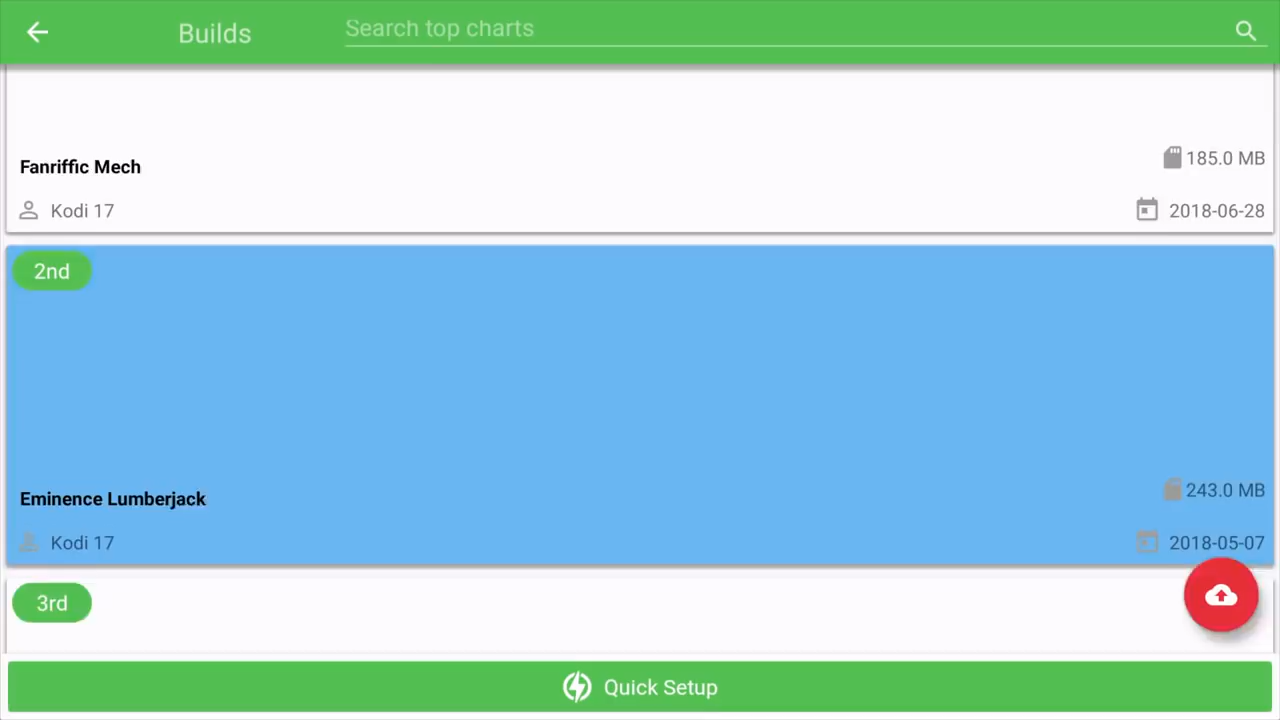 Builds
Search top charts
Fanriffic Mech
185.0 MB
Kodi 17
2018-06-28
2nd
Eminence Lumberjack
243.0 MB
Kodi 17
2018-05-07
3rd
Quick Setup